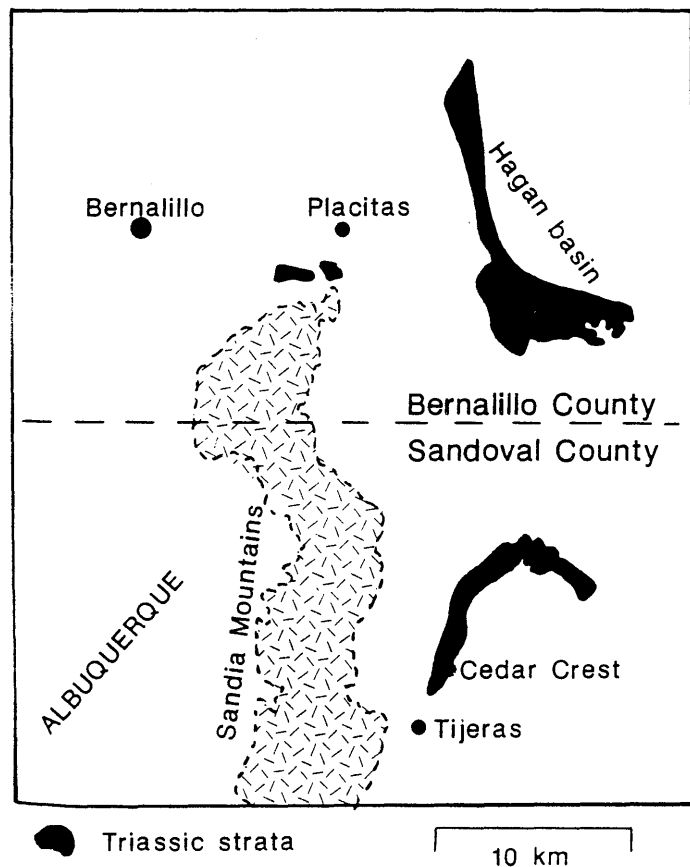 Bernalillo
Placitas
Hagan basin
Bernalillo County
Sandoval County
ALBUQUERQUE
Sandia Mountains
Cedar Crest
Tijeras
Triassic strata
10 km